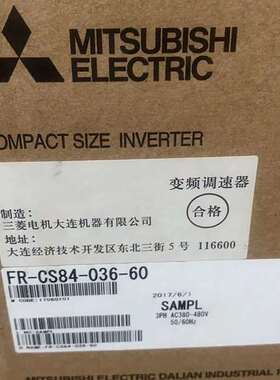 MITSUBISHI
ELECTRIC
COMPACT SIZE INVERTER
变频调速器
制造:
三菱电机大连机器有限公司
合格
地址:
大连经济技术开发区东北三街5号 116600
FR-CS84-036-60
2017/6/1
SAMPL
3PH AC380-480V
50/60Hz
MITSUBISHI ELECTRIC DALIAN INDUSTRIAL